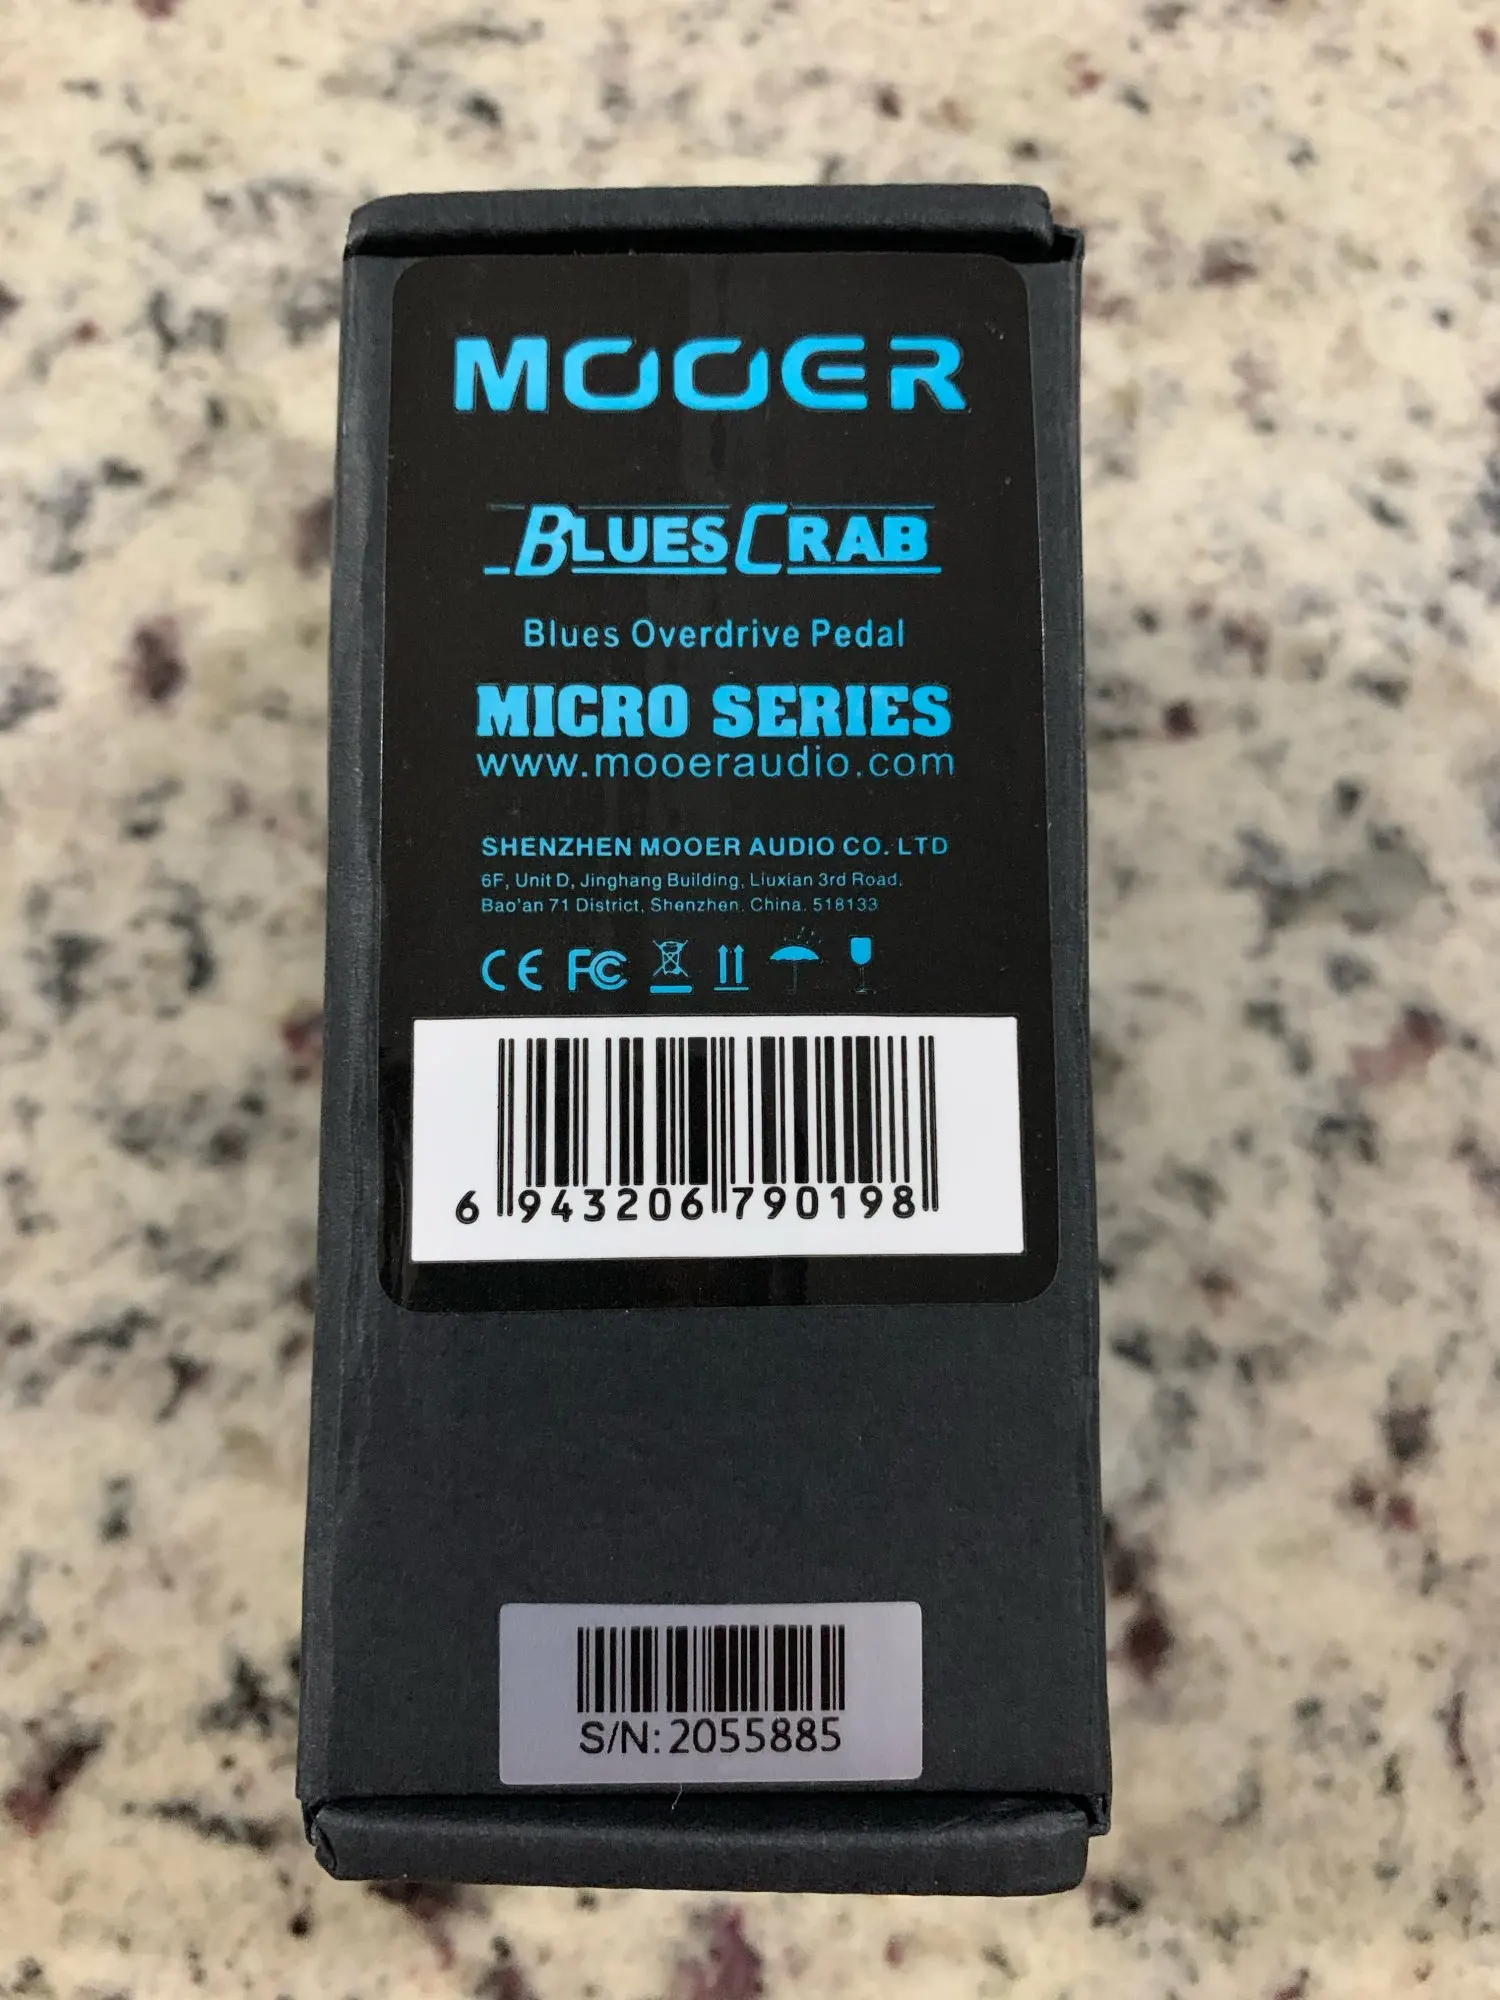 MOOER
BLUES CRAB
Blues Overdrive Pedal
MICRO SERIES
www.mooeraudio.com
SHENZHEN MOOER AUDIO CO. LTD
6F, Unit D, Jinghang Building, Liuxian 3rd Road,
Bao'an 71 District, Shenzhen, China. 518133
CE FC
6 943206 790198
S/N: 2055885